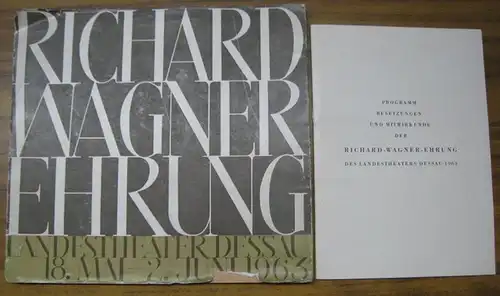 RICHARD
WAGNER
EHRUNG
LANDESTHEATER DESSAU
18. MAI – 2. JUNI 1963
PROGRAMM
BESETZUNGEN
UND MITWIRKENDE
DER
RICHARD-WAGNER-EHRUNG
DES LANDESTHEATERS DESSAU 1963